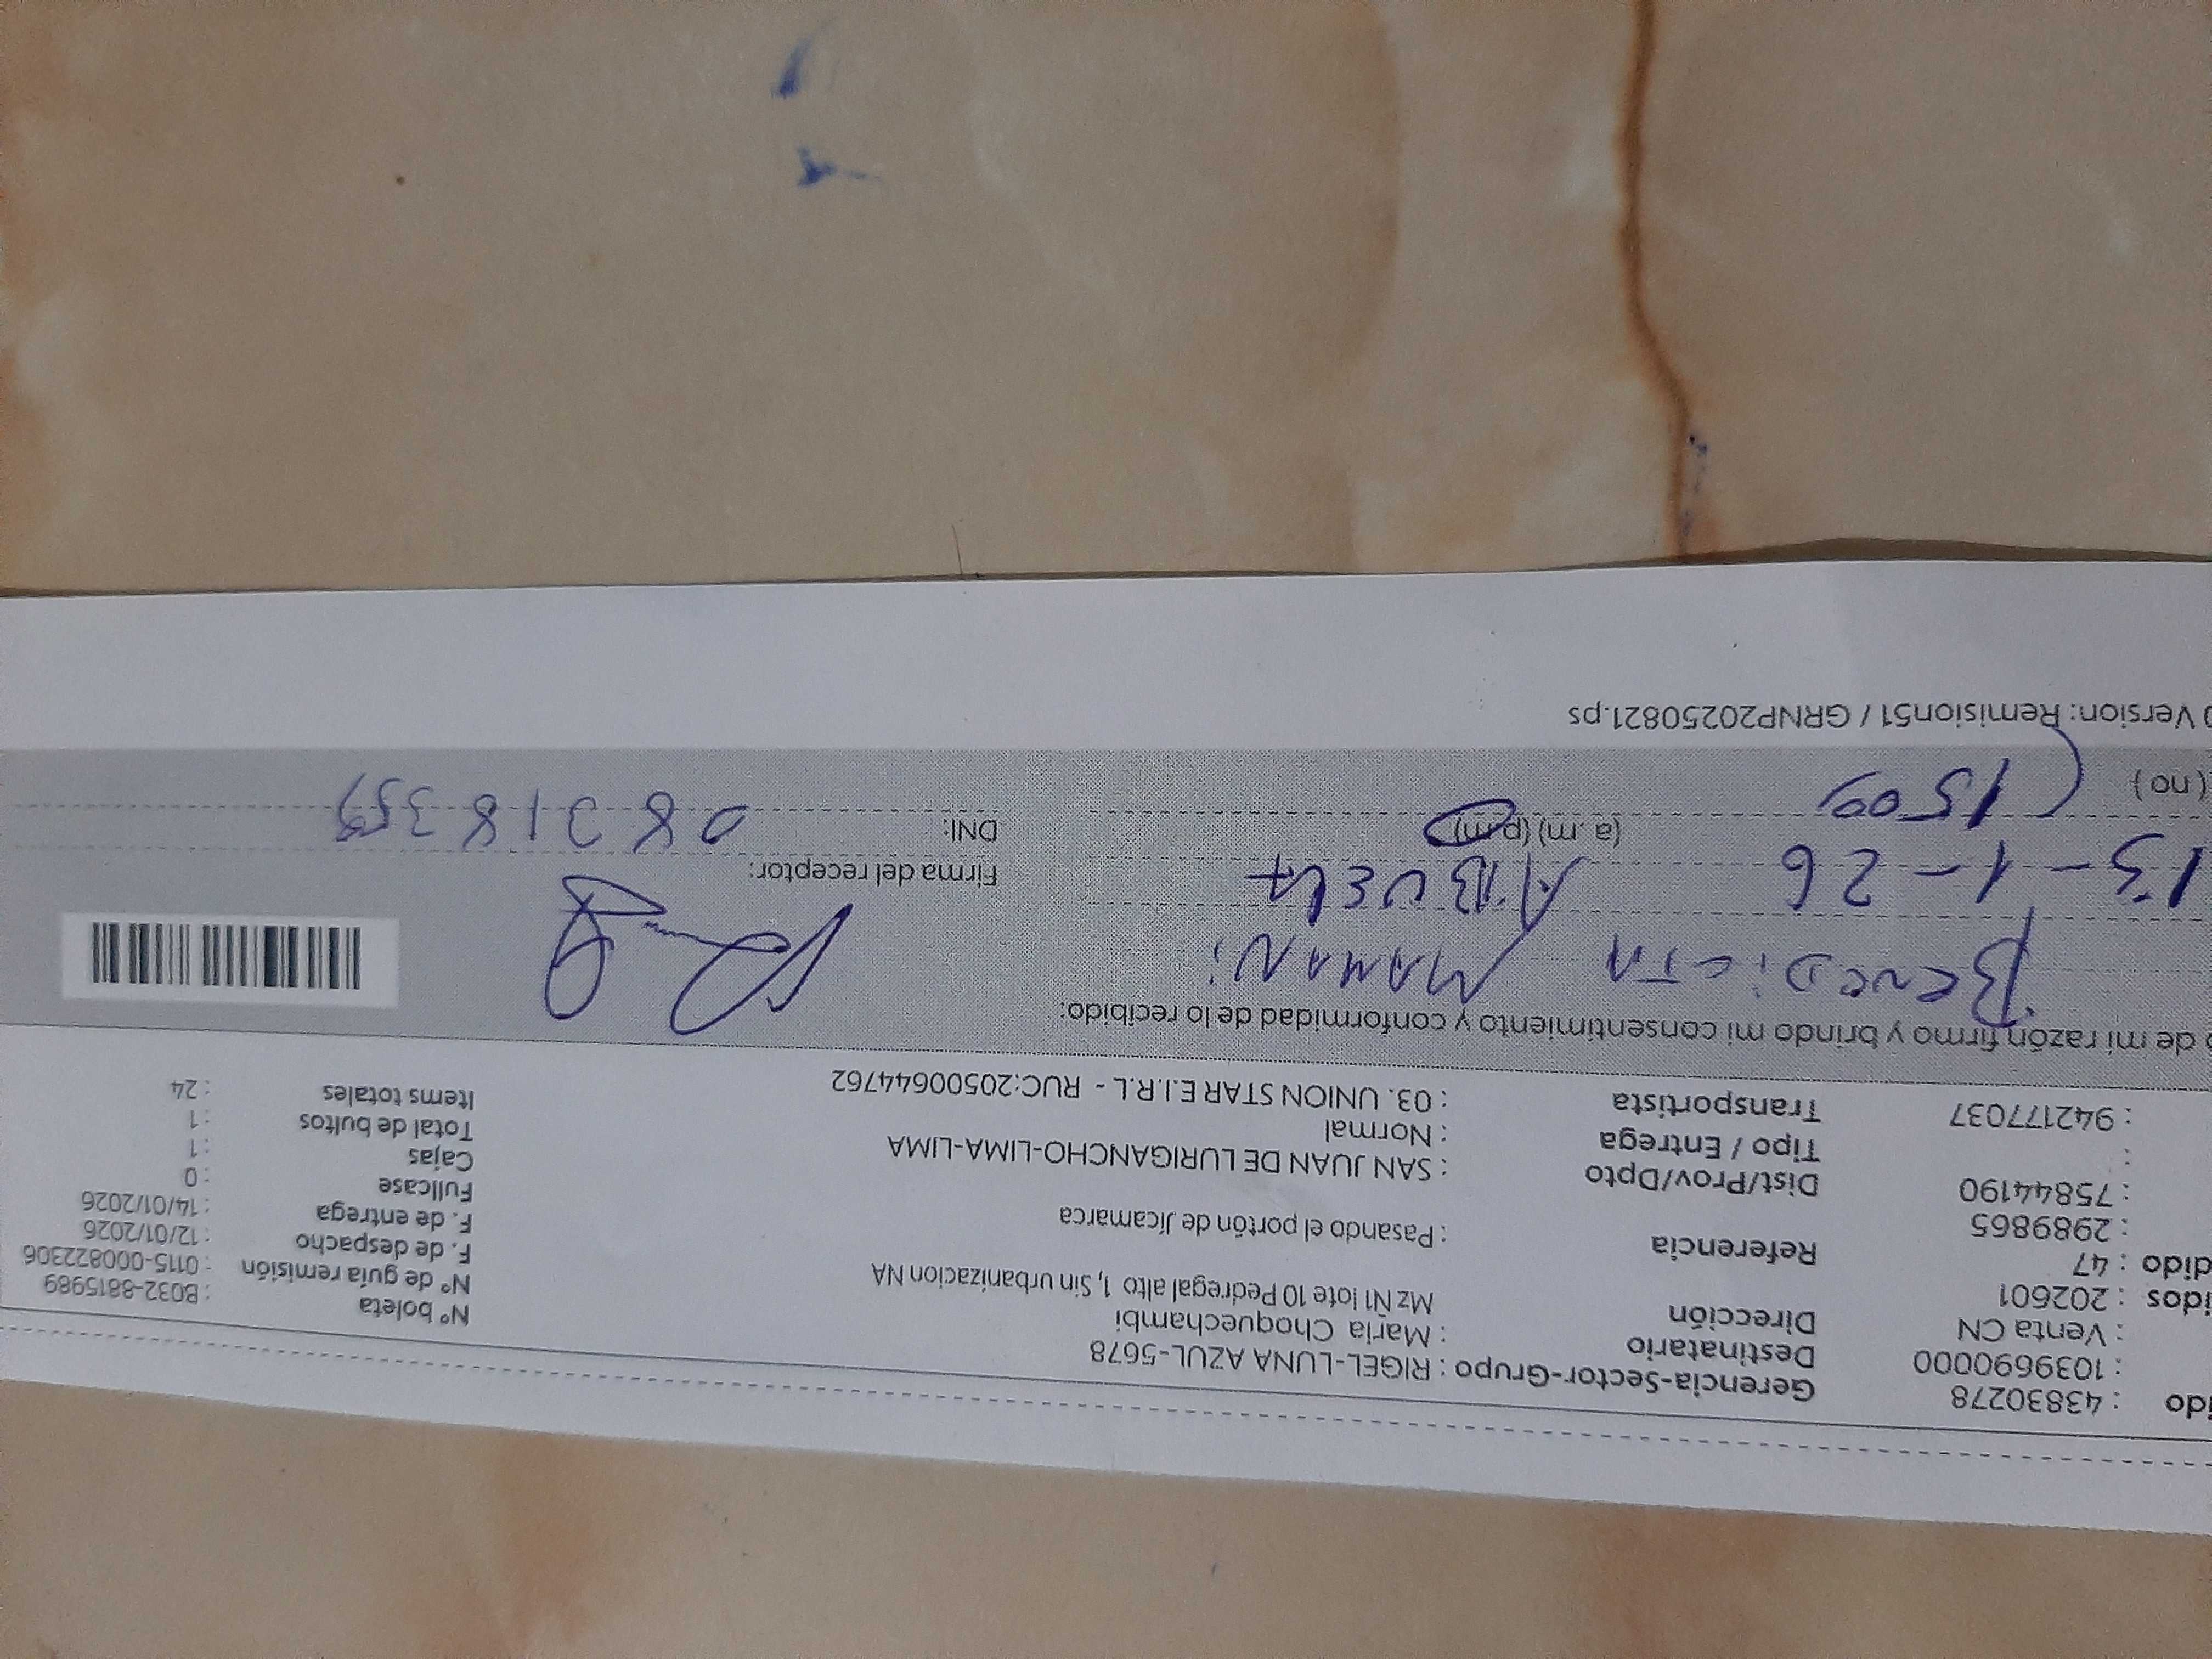 ido : 43830278 Gerencia-Sector-Grupo : RIGEL-LUNA AZUL-5678
: 1039690000 Destinatario : Maria Choquechambi Nº boleta : B032-8815989
: Venta CN Dirección Mz Ñ1 lote 10 Pedregal alto 1, Sin urbanizacion NA Nº de guía remisión : 0115-000822306
idos : 202601 F. de despacho : 12/01/2026
dido : 47 Referencia : Pasando el portón de Jicamarca F. de entrega : 14/01/2026
: 2989865 Fullcase : 0
: 75844190 Dist/Prov/Dpto : SAN JUAN DE LURIGANCHO-LIMA-LIMA Cajas : 1
: Tipo / Entrega : Normal Total de bultos : 1
: 942177037 Transportista : 03. UNION STAR E.I.R.L - RUC:20500644762 Items totales : 24
de mi razón firmo y brindo mi consentimiento y conformidad de lo recibido:
BENEDiCTA MAMANi
13-1-26 ABUELA Firma del receptor:
(no) 1509 (a.m) (p.m) DNI:
Version: Remision51 / GRNP20250821.ps